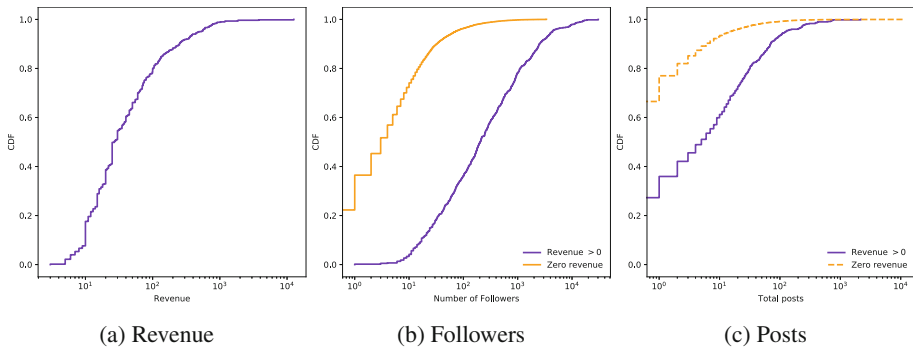 CDF
1.0
0.8
0.6
0.4
0.2
0.0
10¹ 10² 10³ 10⁴
Revenue
(a) Revenue
CDF
1.0
0.8
0.6
0.4
0.2
0.0
10⁰ 10¹ 10² 10³ 10⁴
Number of Followers
Revenue > 0
Zero revenue
(b) Followers
CDF
1.0
0.8
0.6
0.4
0.2
0.0
10⁰ 10¹ 10² 10³ 10⁴
Total posts
Revenue > 0
Zero revenue
(c) Posts